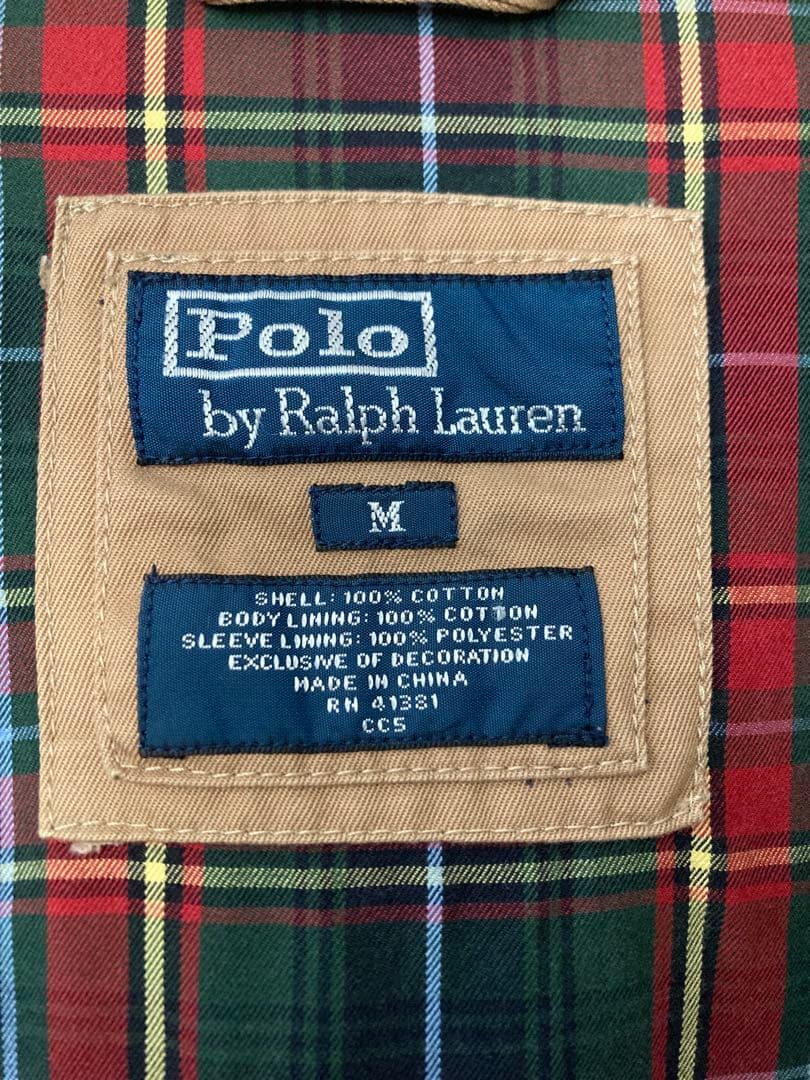 Polo
by Ralph Lauren
M
SHELL: 100% COTTON
BODY LINING: 100% COTTON
SLEEVE LINING: 100% POLYESTER
EXCLUSIVE OF DECORATION
MADE IN CHINA
RN 41381
CC5